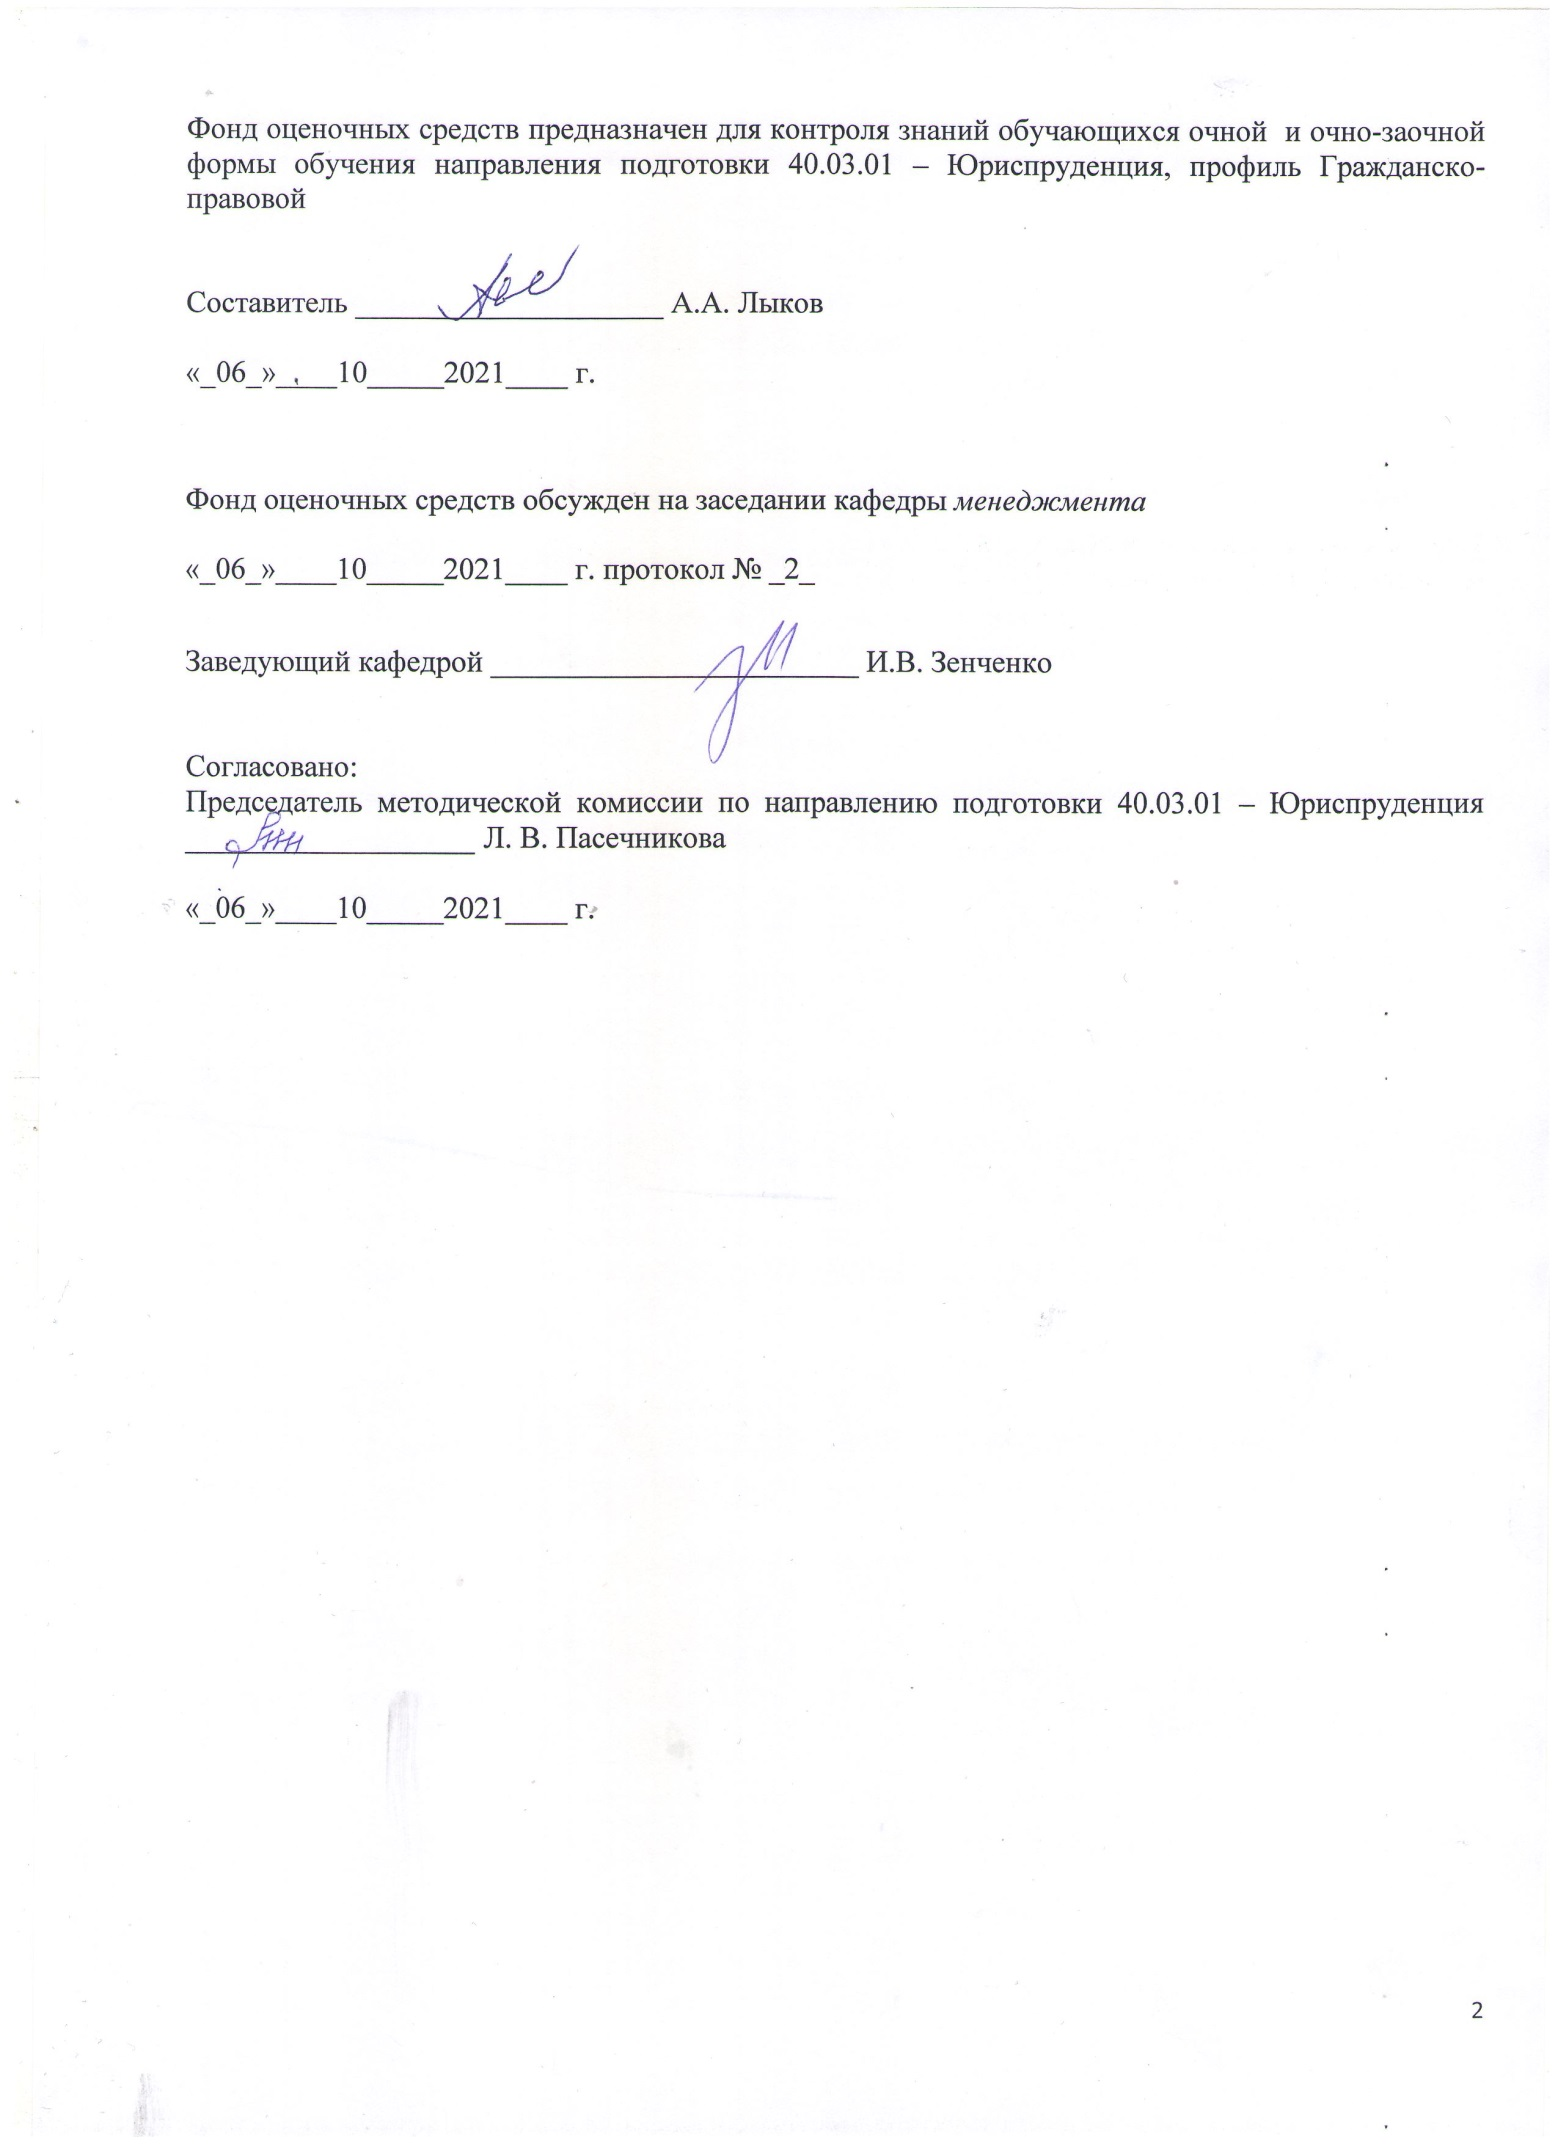 Фонд оценочных средств предназначен для контроля знаний обучающихся очной  и очно-заочной
формы обучения направления подготовки 40.03.01 – Юриспруденция, профиль Гражданско-
правовой
Составитель ____________________ А.А. Лыков
«_06_»____10_____2021____ г.
Фонд оценочных средств обсужден на заседании кафедры менеджмента
«_06_»____10_____2021____ г. протокол № _2_
Заведующий кафедрой ________________________ И.В. Зенченко
Согласовано:
Председатель методической комиссии по направлению подготовки 40.03.01 – Юриспруденция
___________________ Л. В. Пасечникова
«_06_»____10_____2021____ г.
2